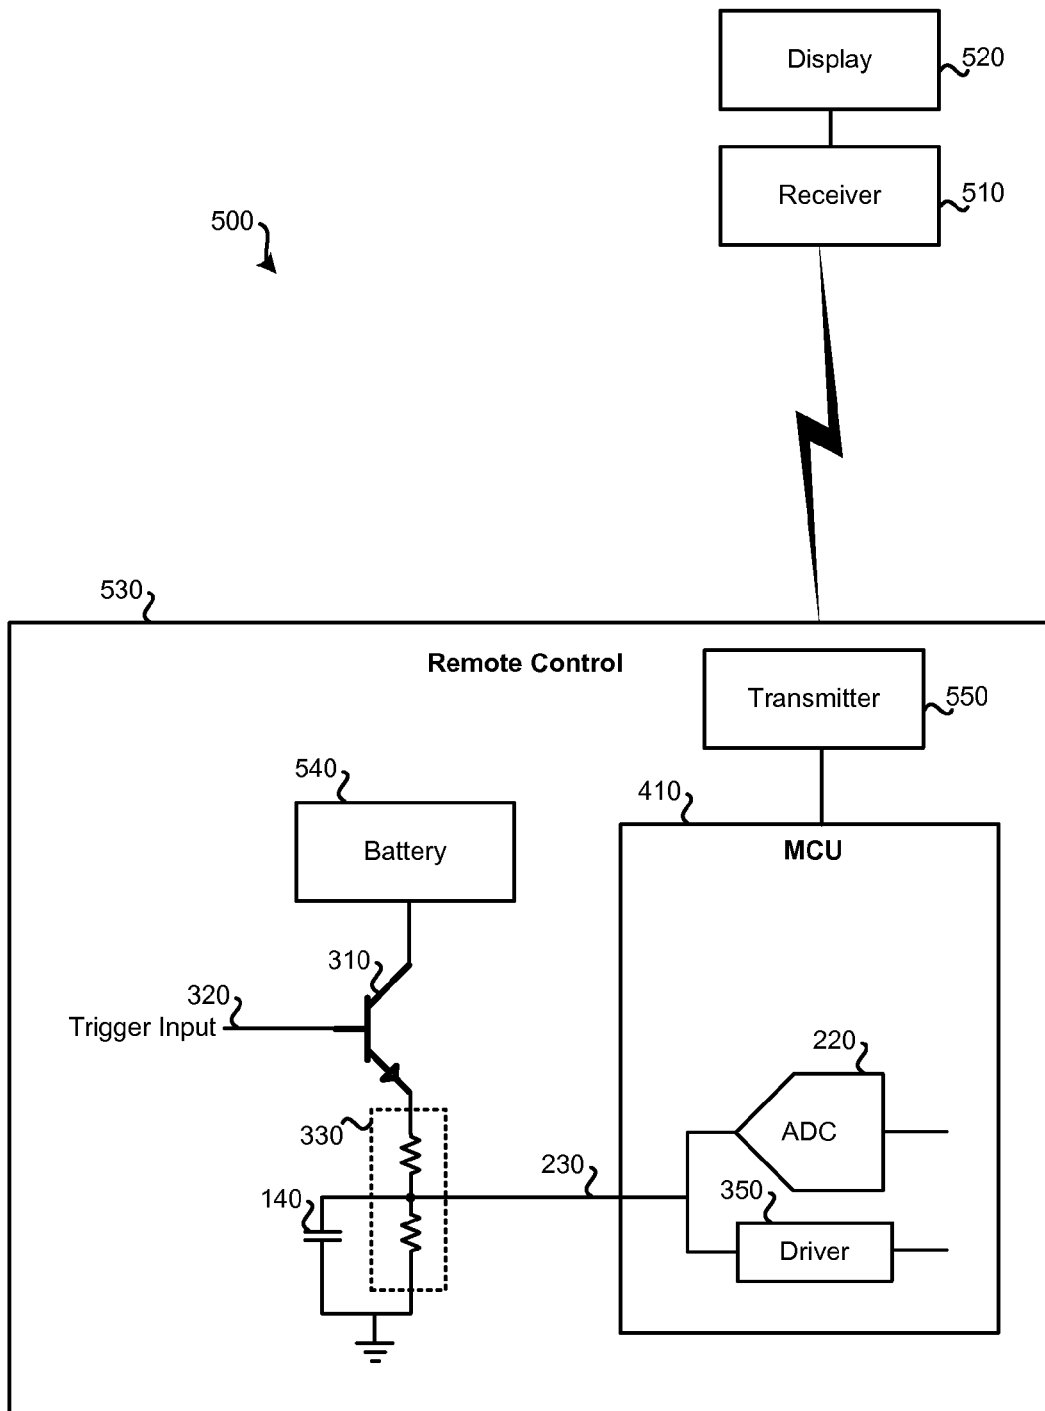 Display
520
Receiver
510
500
530
Remote Control
Transmitter
550
540
Battery
410
MCU
310
320
Trigger Input
220
ADC
330
230
350
140
Driver